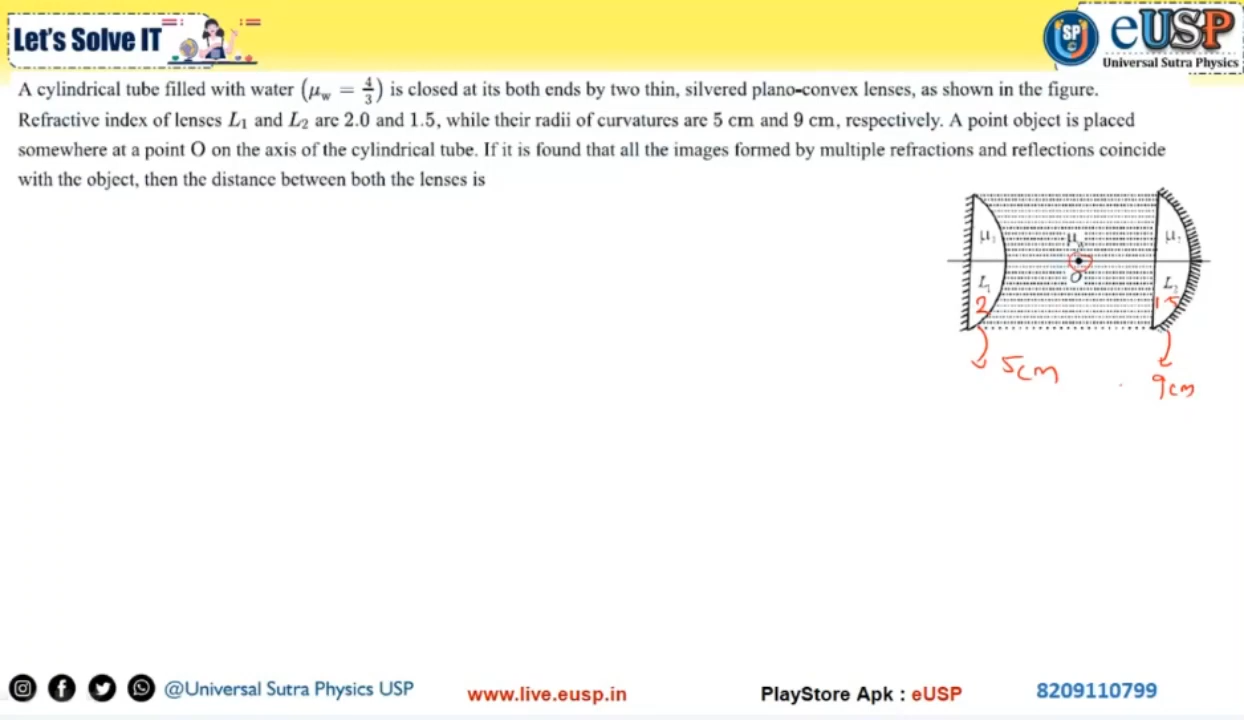 Let's Solve IT
SP
eUSP
Universal Sutra Physics
A cylindrical tube filled with water (μw = 4/3) is closed at its both ends by two thin, silvered plano-convex lenses, as shown in the figure.
Refractive index of lenses L1 and L2 are 2.0 and 1.5, while their radii of curvatures are 5 cm and 9 cm, respectively. A point object is placed
somewhere at a point O on the axis of the cylindrical tube. If it is found that all the images formed by multiple refractions and reflections coincide
with the object, then the distance between both the lenses is
μ1 μw μ2
L1 O L2
2 1.5
5cm
9cm
@Universal Sutra Physics USP
www.live.eusp.in
PlayStore Apk : eUSP
8209110799